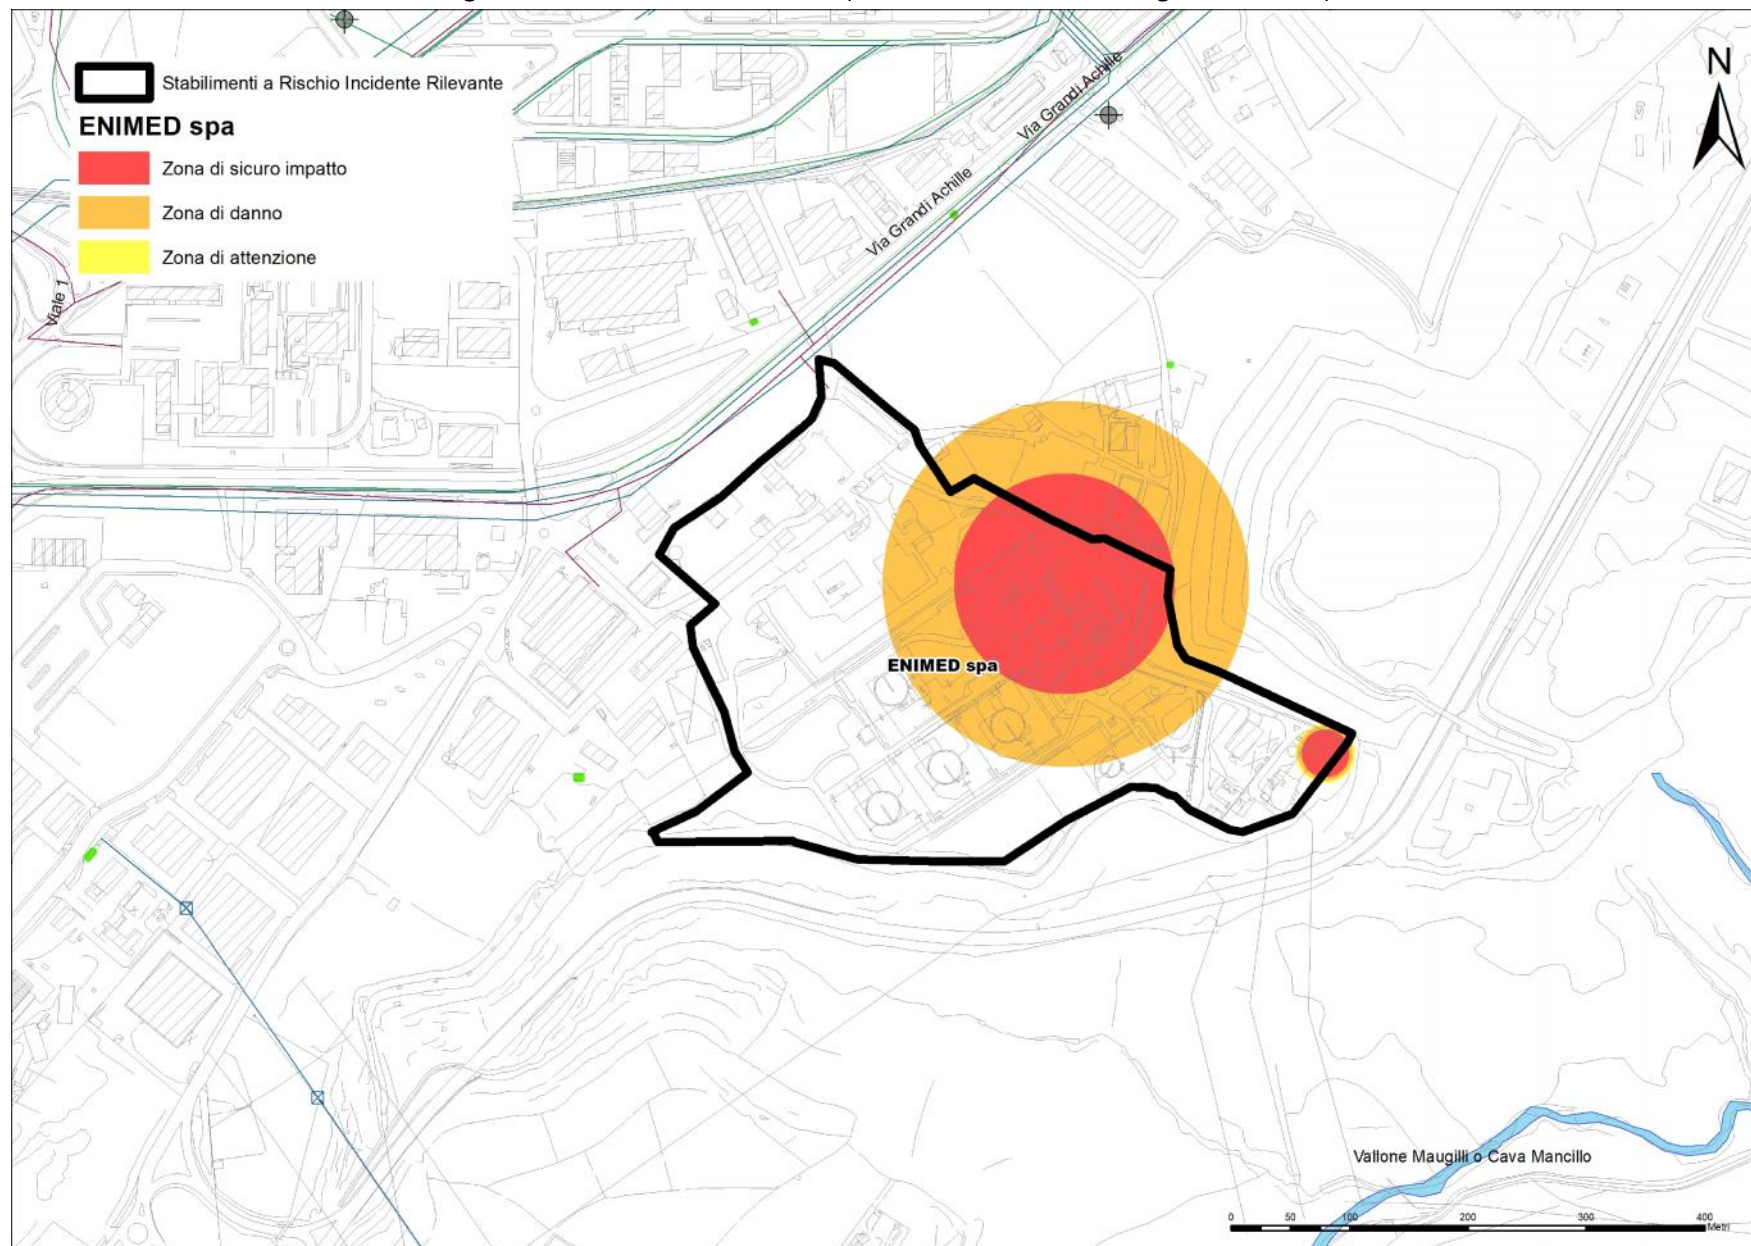 N
Stabilimenti a Rischio Incidente Rilevante
ENIMED spa
Zona di sicuro impatto
Zona di danno
Zona di attenzione
Via Grandi Achille
Via Grandi Achille
Viale 1
ENIMED spa
Vallone Maugilli o Cava Mancillo
0 50 100 200 300 400
Metri